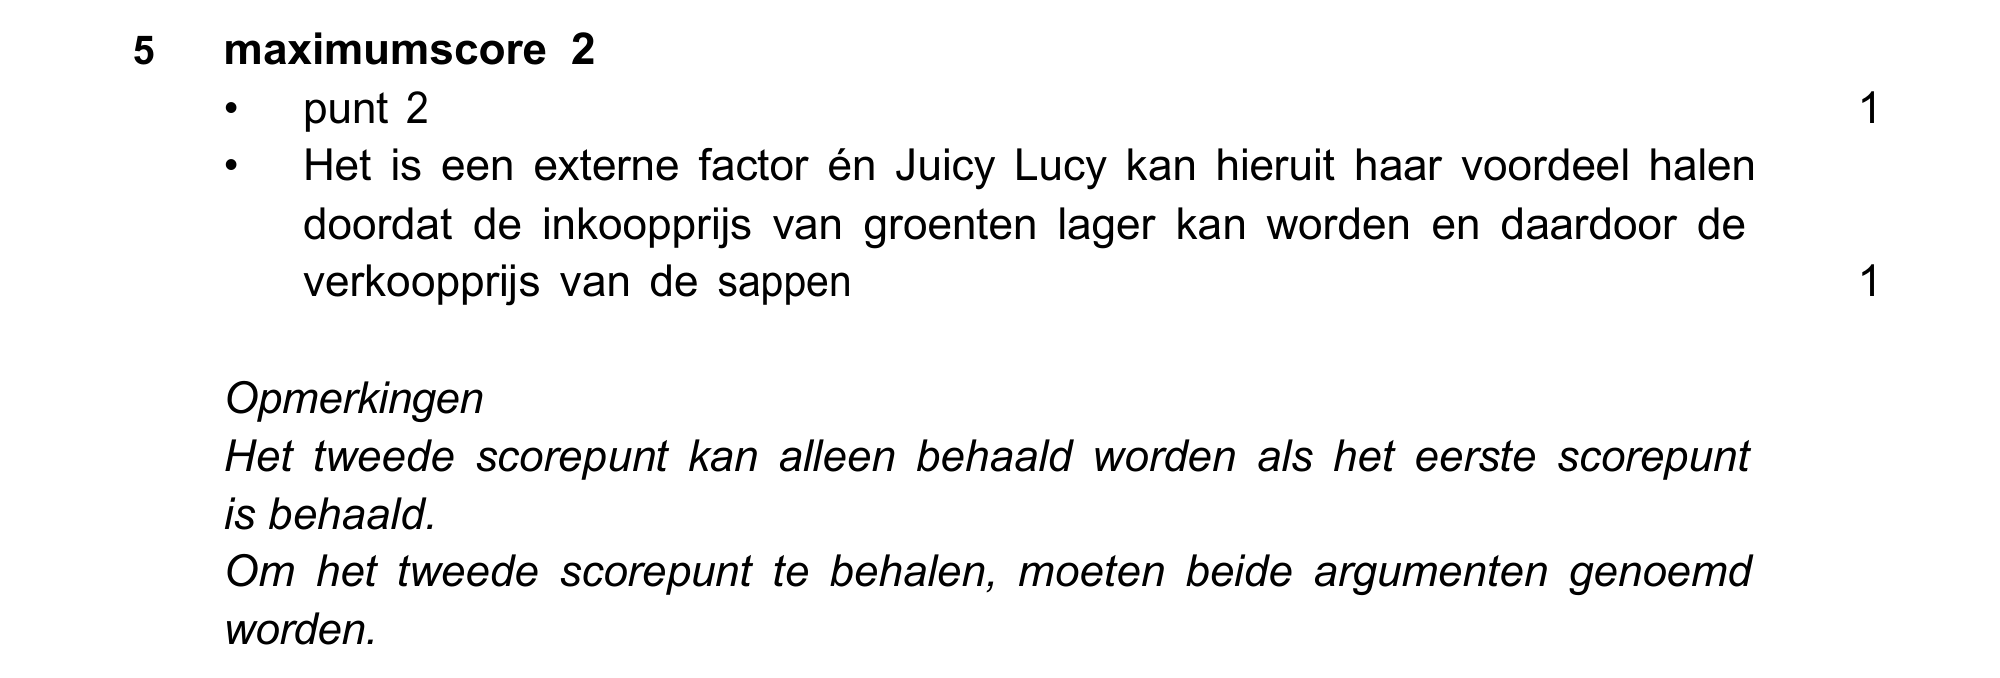 5 maximumscore 2
• punt 2 1
• Het is een externe factor én Juicy Lucy kan hieruit haar voordeel halen
doordat de inkoopprijs van groenten lager kan worden en daardoor de
verkoopprijs van de sappen 1
Opmerkingen
Het tweede scorepunt kan alleen behaald worden als het eerste scorepunt
is behaald.
Om het tweede scorepunt te behalen, moeten beide argumenten genoemd
worden.